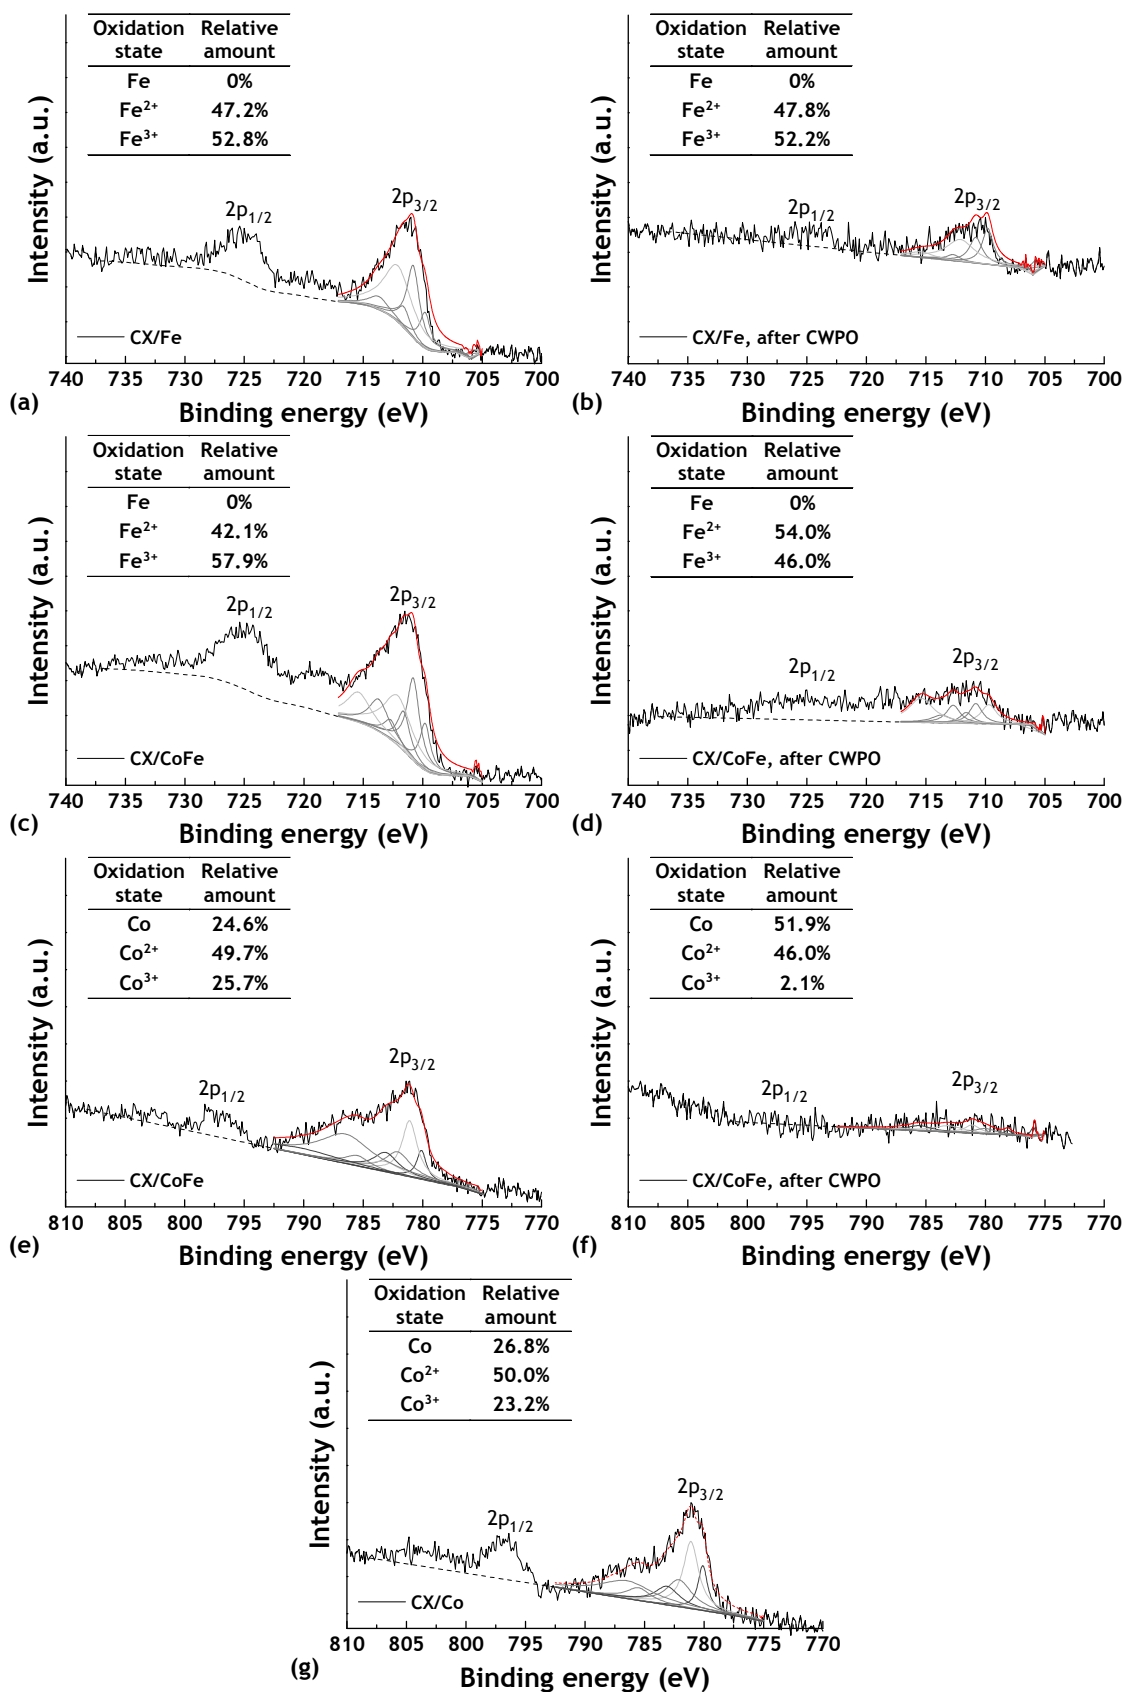 Oxidation state Relative amount
Fe 0%
Fe2+ 47.2%
Fe3+ 52.8%
2p1/2
2p3/2
CX/Fe
Intensity (a.u.)
740 735 730 725 720 715 710 705 700
(a) Binding energy (eV)
Oxidation state Relative amount
Fe 0%
Fe2+ 47.8%
Fe3+ 52.2%
2p1/2
2p3/2
CX/Fe, after CWPO
Intensity (a.u.)
740 735 730 725 720 715 710 705 700
(b) Binding energy (eV)
Oxidation state Relative amount
Fe 0%
Fe2+ 42.1%
Fe3+ 57.9%
2p1/2
2p3/2
CX/CoFe
Intensity (a.u.)
740 735 730 725 720 715 710 705 700
(c) Binding energy (eV)
Oxidation state Relative amount
Fe 0%
Fe2+ 54.0%
Fe3+ 46.0%
2p1/2
2p3/2
CX/CoFe, after CWPO
Intensity (a.u.)
740 735 730 725 720 715 710 705 700
(d) Binding energy (eV)
Oxidation state Relative amount
Co 24.6%
Co2+ 49.7%
Co3+ 25.7%
2p1/2
2p3/2
CX/CoFe
Intensity (a.u.)
810 805 800 795 790 785 780 775 770
(e) Binding energy (eV)
Oxidation state Relative amount
Co 51.9%
Co2+ 46.0%
Co3+ 2.1%
2p1/2
2p3/2
CX/CoFe, after CWPO
Intensity (a.u.)
810 805 800 795 790 785 780 775 770
(f) Binding energy (eV)
Oxidation state Relative amount
Co 26.8%
Co2+ 50.0%
Co3+ 23.2%
2p1/2
2p3/2
CX/Co
Intensity (a.u.)
810 805 800 795 790 785 780 775 770
(g) Binding energy (eV)